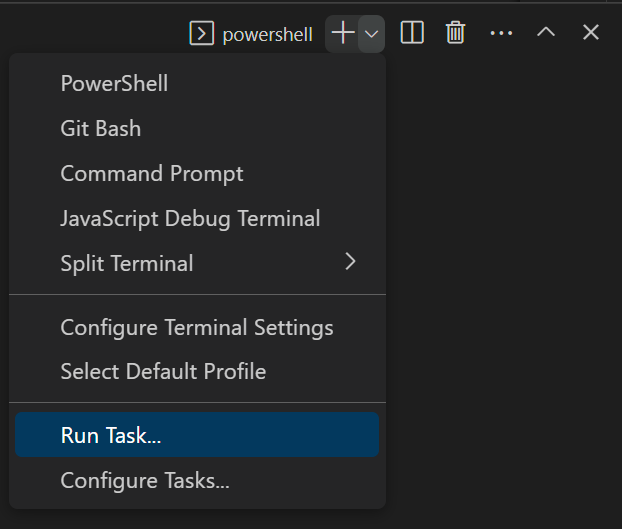 powershell
PowerShell
Git Bash
Command Prompt
JavaScript Debug Terminal
Split Terminal
Configure Terminal Settings
Select Default Profile
Run Task...
Configure Tasks...